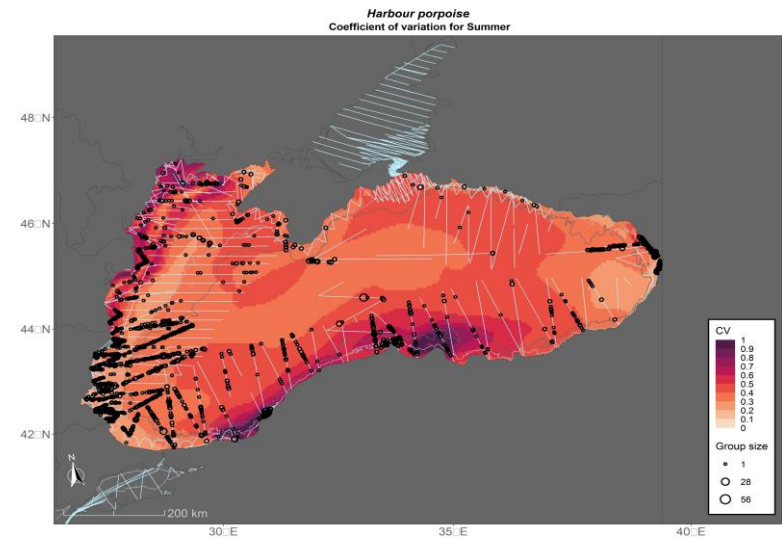 Harbour porpoise
Coefficient of variation for Summer
48□N
46□N
44□N
42□N
30□E
35□E
40□E
N
200 km
CV
1
0.9
0.8
0.7
0.6
0.5
0.4
0.3
0.2
0.1
0
Group size
1
28
56